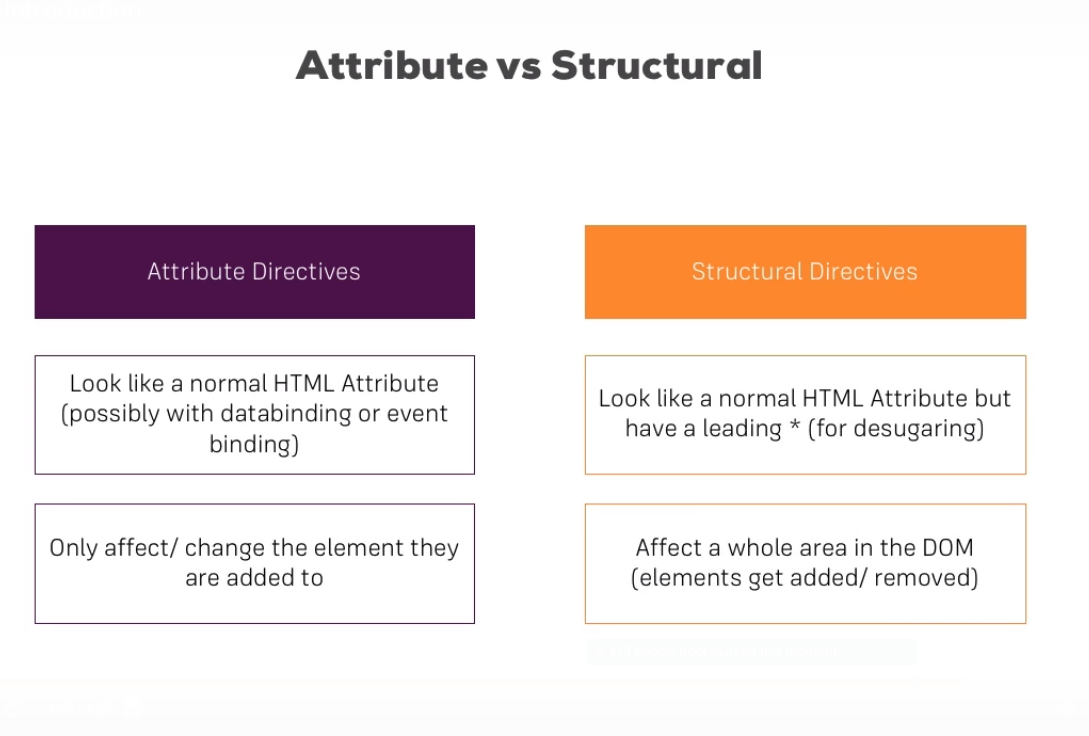 Attribute vs Structural
Attribute Directives
Structural Directives
Look like a normal HTML Attribute
(possibly with databinding or event
binding)
Look like a normal HTML Attribute but
have a leading * (for desugaring)
Only affect/ change the element they
are added to
Affect a whole area in the DOM
(elements get added/ removed)